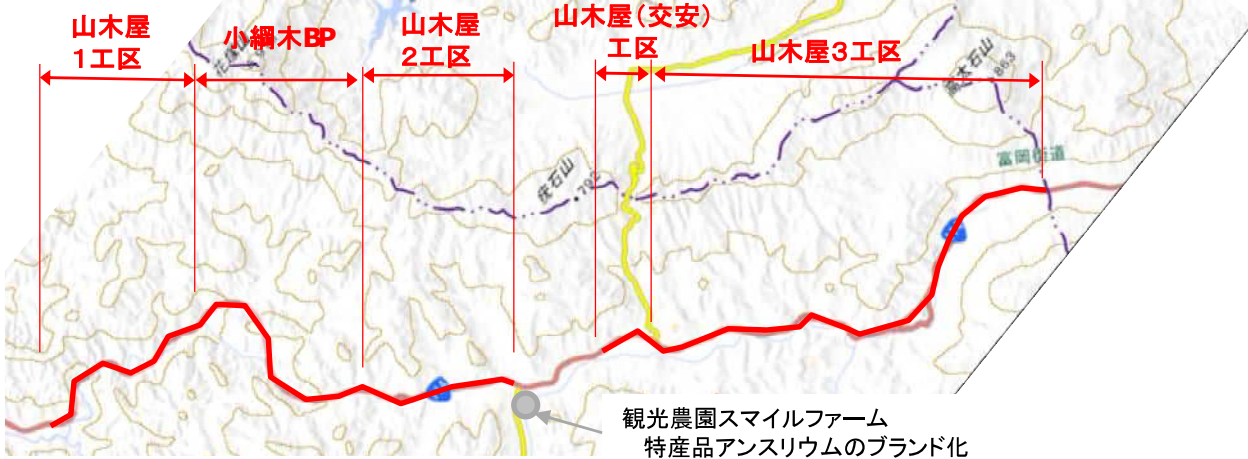 山木屋
1工区
小綱木BP
山木屋
2工区
山木屋(交安)
工区
山木屋3工区
花塚山
高太石山
863
富岡街道
792
観光農園スマイルファーム
特産品アンスリウムのブランド化